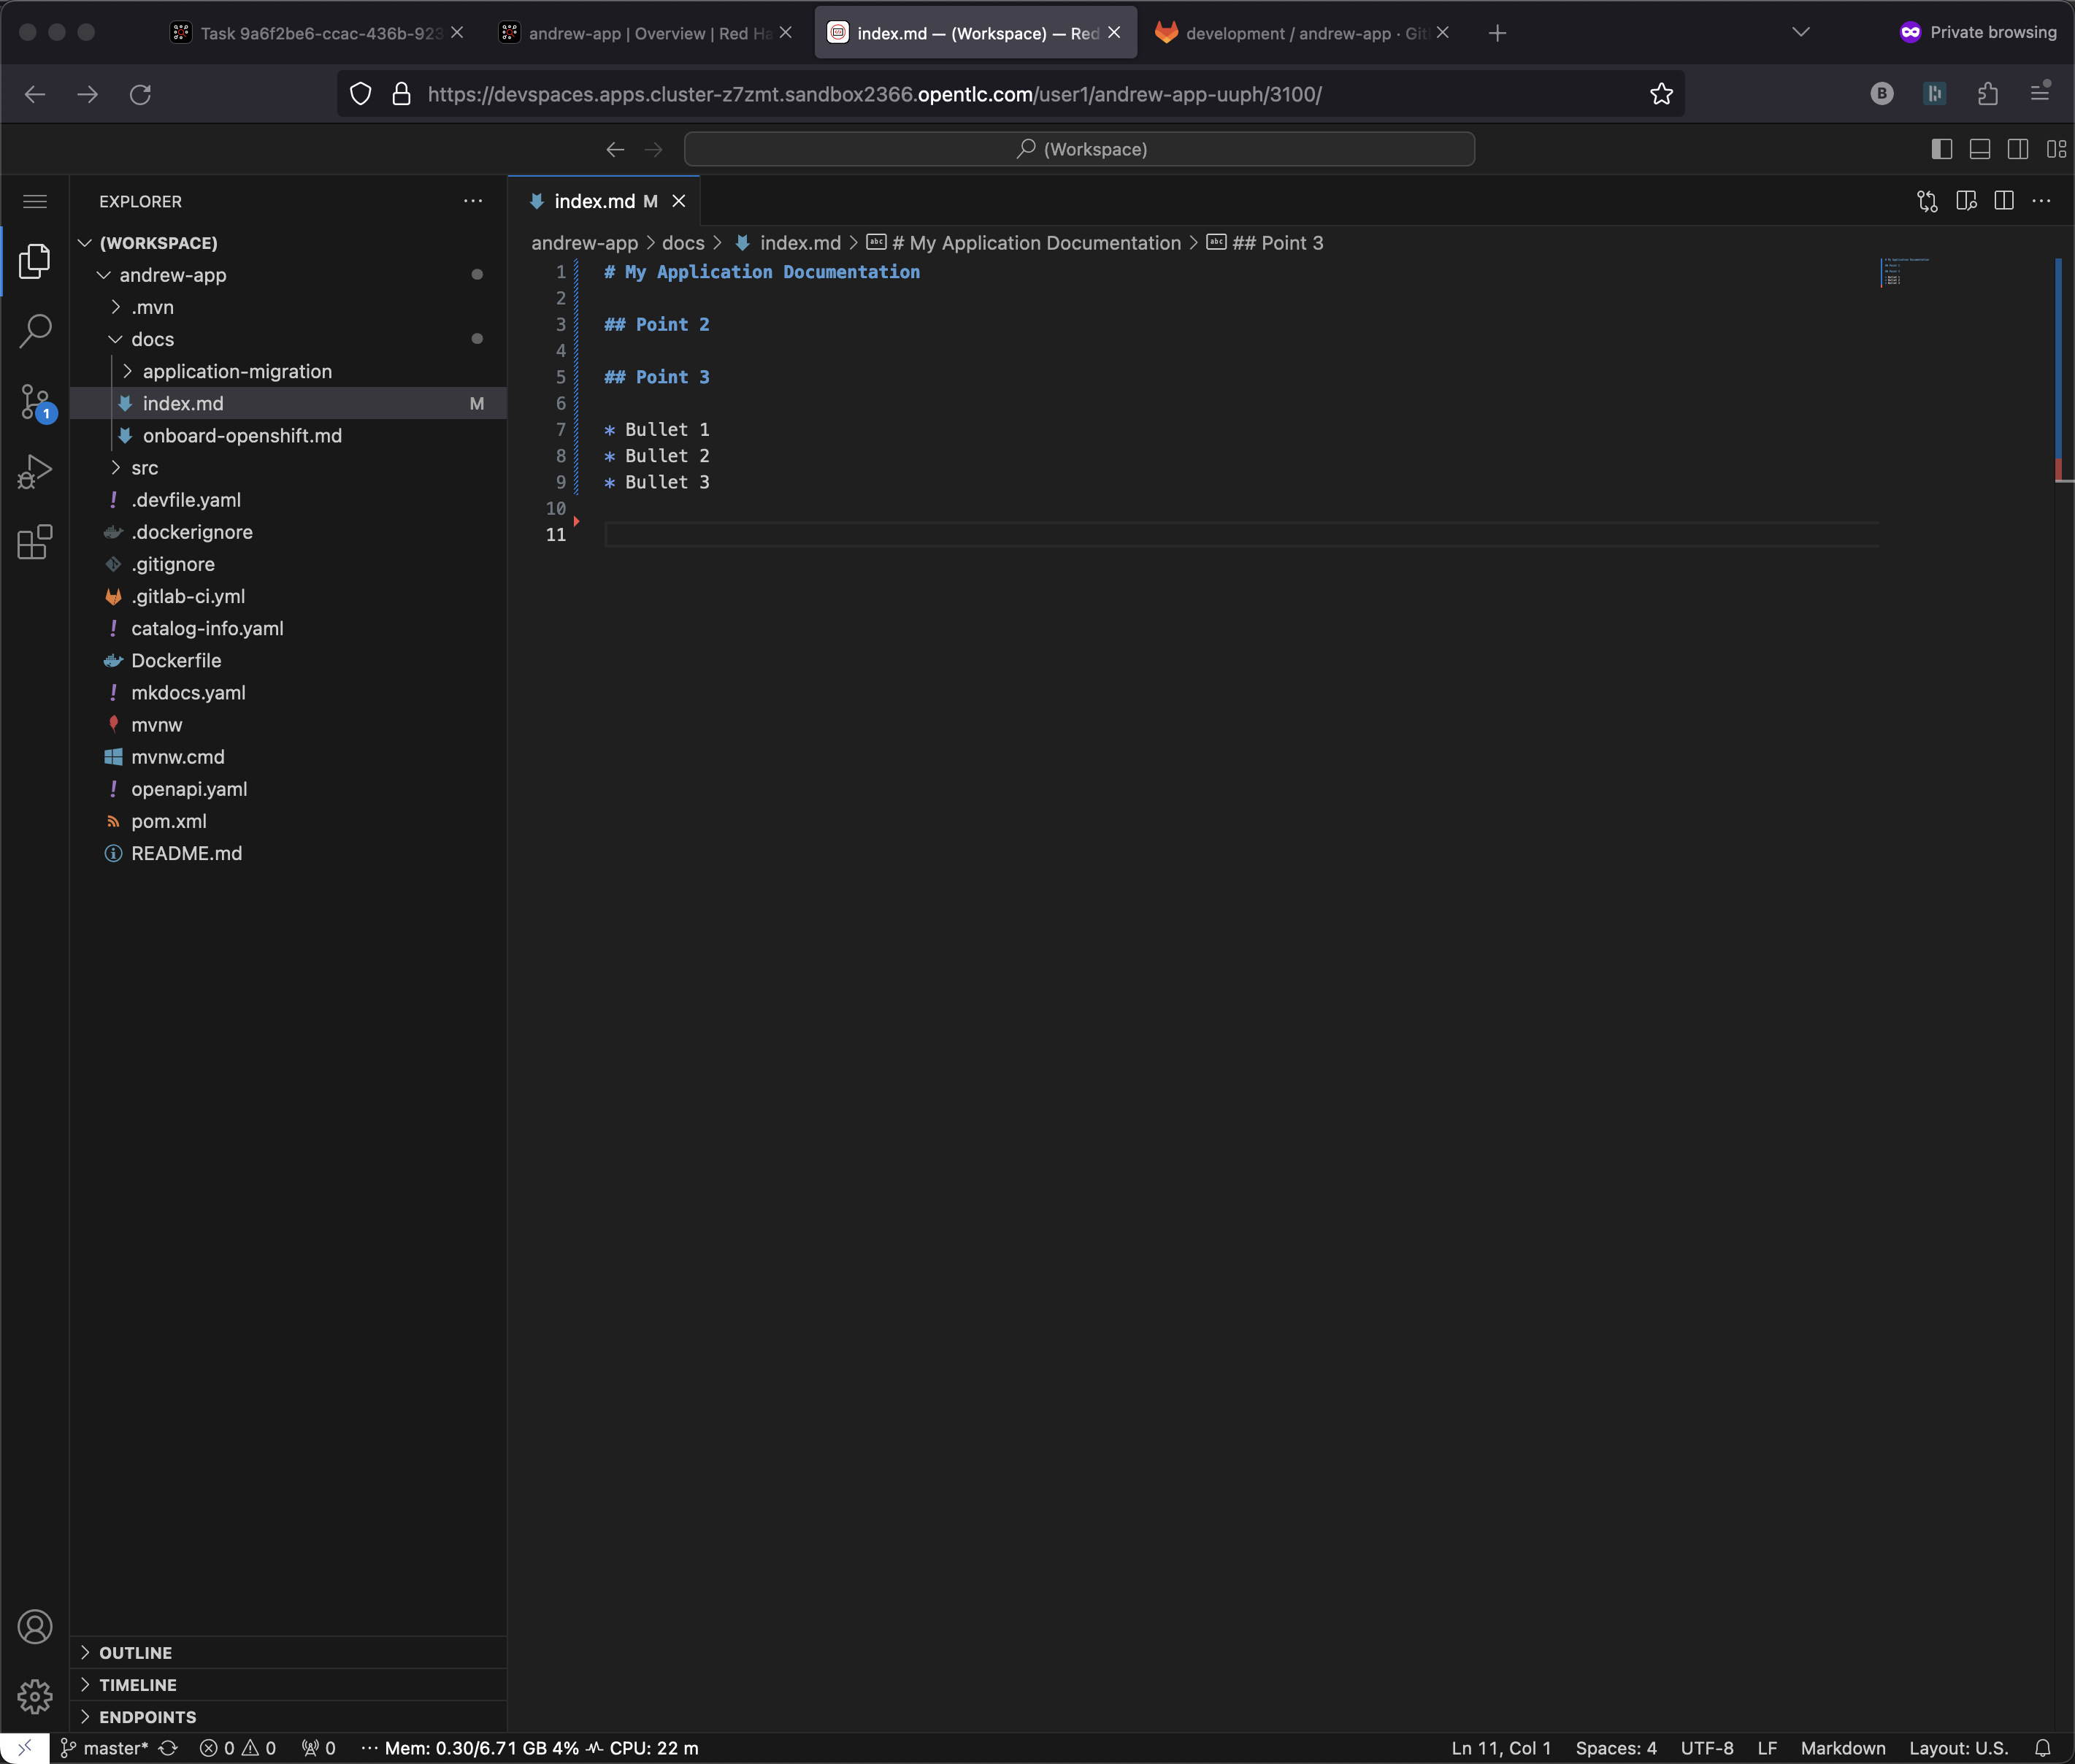 Task 9a6f2be6-ccac-436b-923
andrew-app | Overview | Red Ha
index.md — (Workspace) — Red
development / andrew-app · Git
Private browsing
https://devspaces.apps.cluster-z7zmt.sandbox2366.opentlc.com/user1/andrew-app-uuph/3100/
B
(Workspace)
EXPLORER
(WORKSPACE)
andrew-app
.mvn
docs
application-migration
index.md M
onboard-openshift.md
src
.devfile.yaml
.dockerignore
.gitignore
.gitlab-ci.yml
catalog-info.yaml
Dockerfile
mkdocs.yaml
mvnw
mvnw.cmd
openapi.yaml
pom.xml
README.md
1
OUTLINE
TIMELINE
ENDPOINTS
index.md M
andrew-app > docs > index.md > # My Application Documentation > ## Point 3
1 # My Application Documentation
2
3 ## Point 2
4
5 ## Point 3
6
7 * Bullet 1
8 * Bullet 2
9 * Bullet 3
10
11
master* 0 0 0 ··· Mem: 0.30/6.71 GB 4% CPU: 22 m
Ln 11, Col 1 Spaces: 4 UTF-8 LF Markdown Layout: U.S.